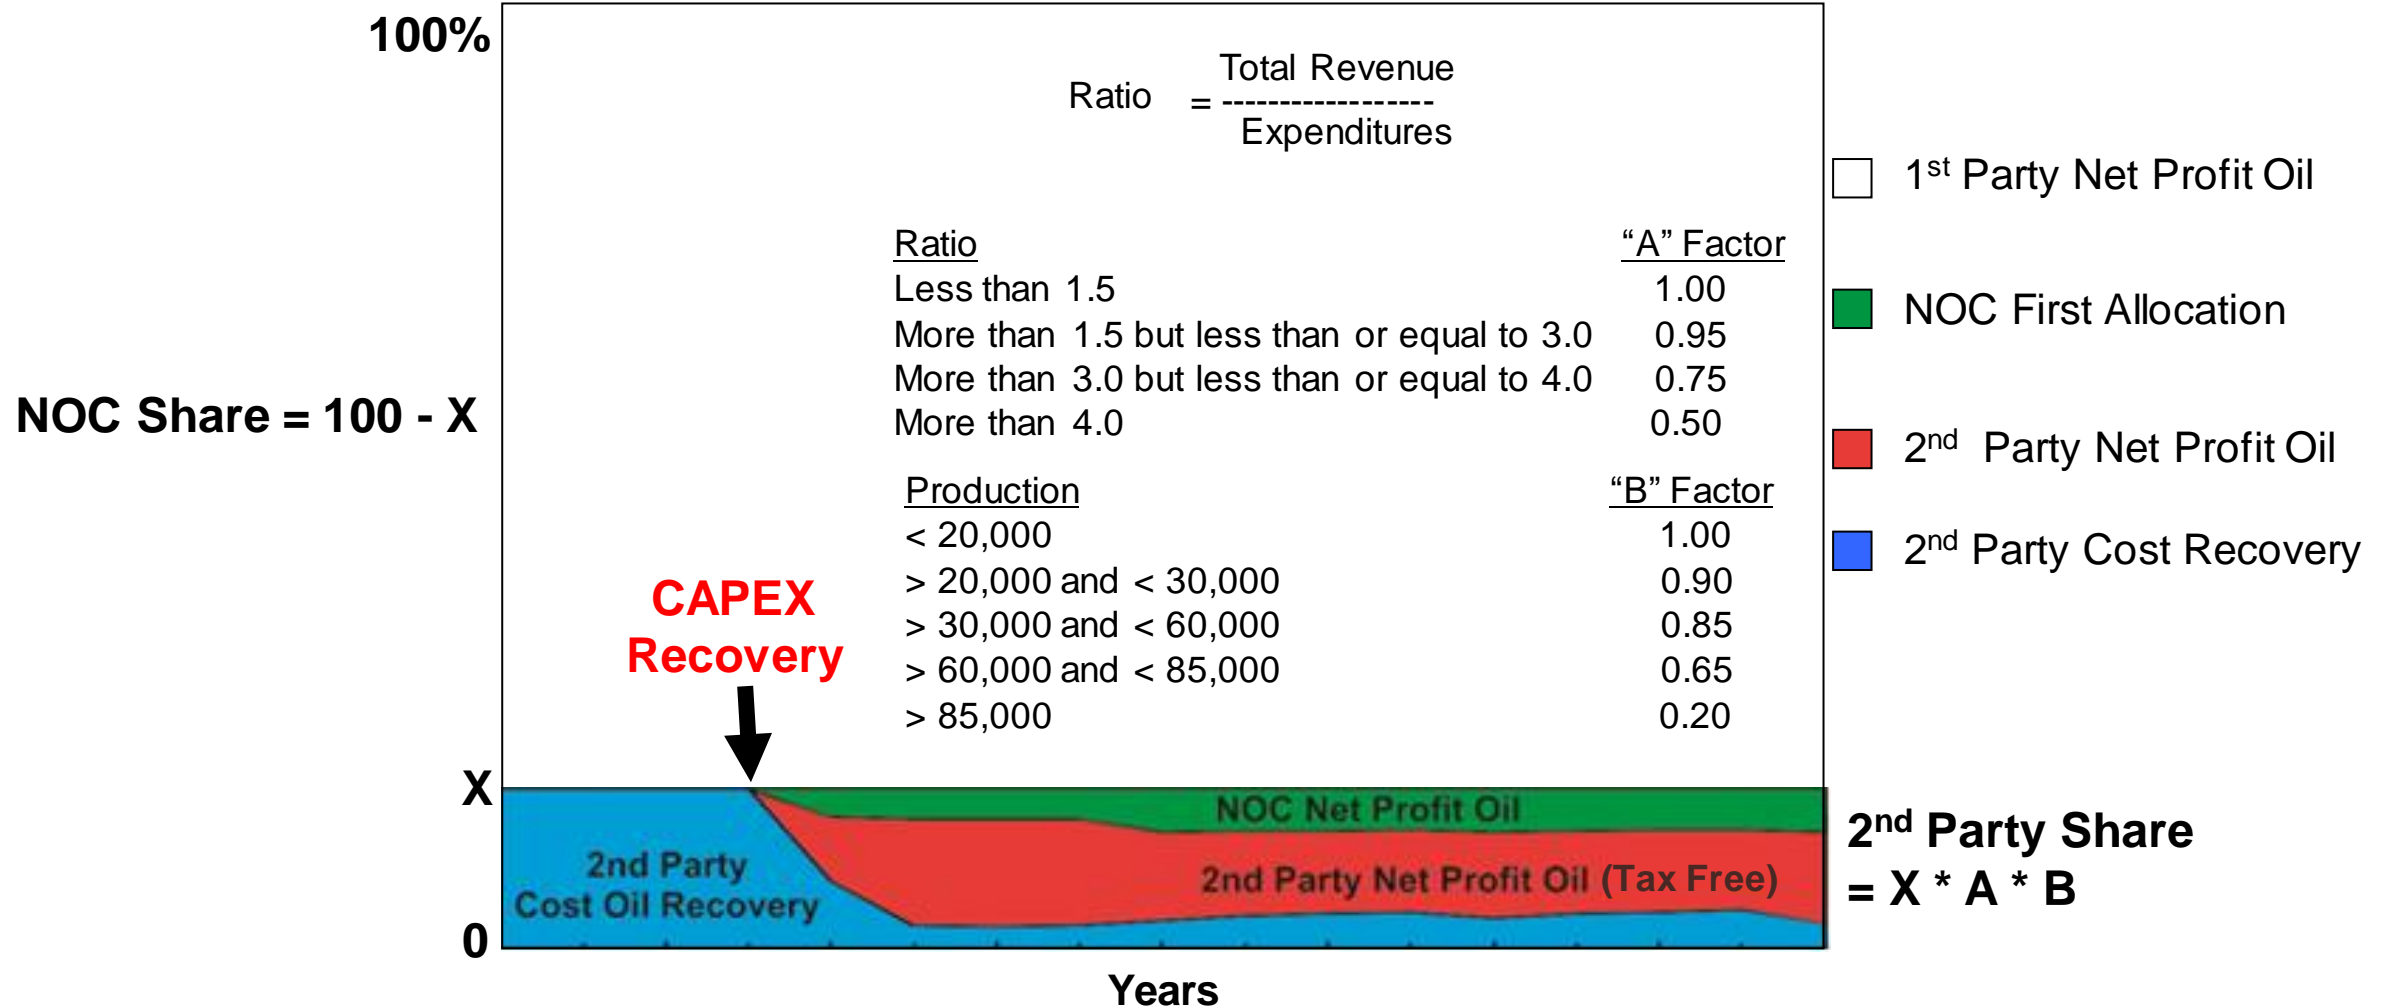 100%
Total Revenue
Ratio = ------------------
Expenditures
1st Party Net Profit Oil
Ratio “A” Factor
Less than 1.5 1.00
NOC First Allocation
More than 1.5 but less than or equal to 3.0 0.95
More than 3.0 but less than or equal to 4.0 0.75
NOC Share = 100 - X
More than 4.0 0.50
2nd Party Net Profit Oil
Production “B” Factor
< 20,000 1.00
2nd Party Cost Recovery
> 20,000 and < 30,000 0.90
CAPEX
Recovery
> 30,000 and < 60,000 0.85
> 60,000 and < 85,000 0.65
> 85,000 0.20
X
NOC Net Profit Oil
2nd Party
Cost Oil Recovery
2nd Party Net Profit Oil (Tax Free)
2nd Party Share
= X * A * B
0
Years